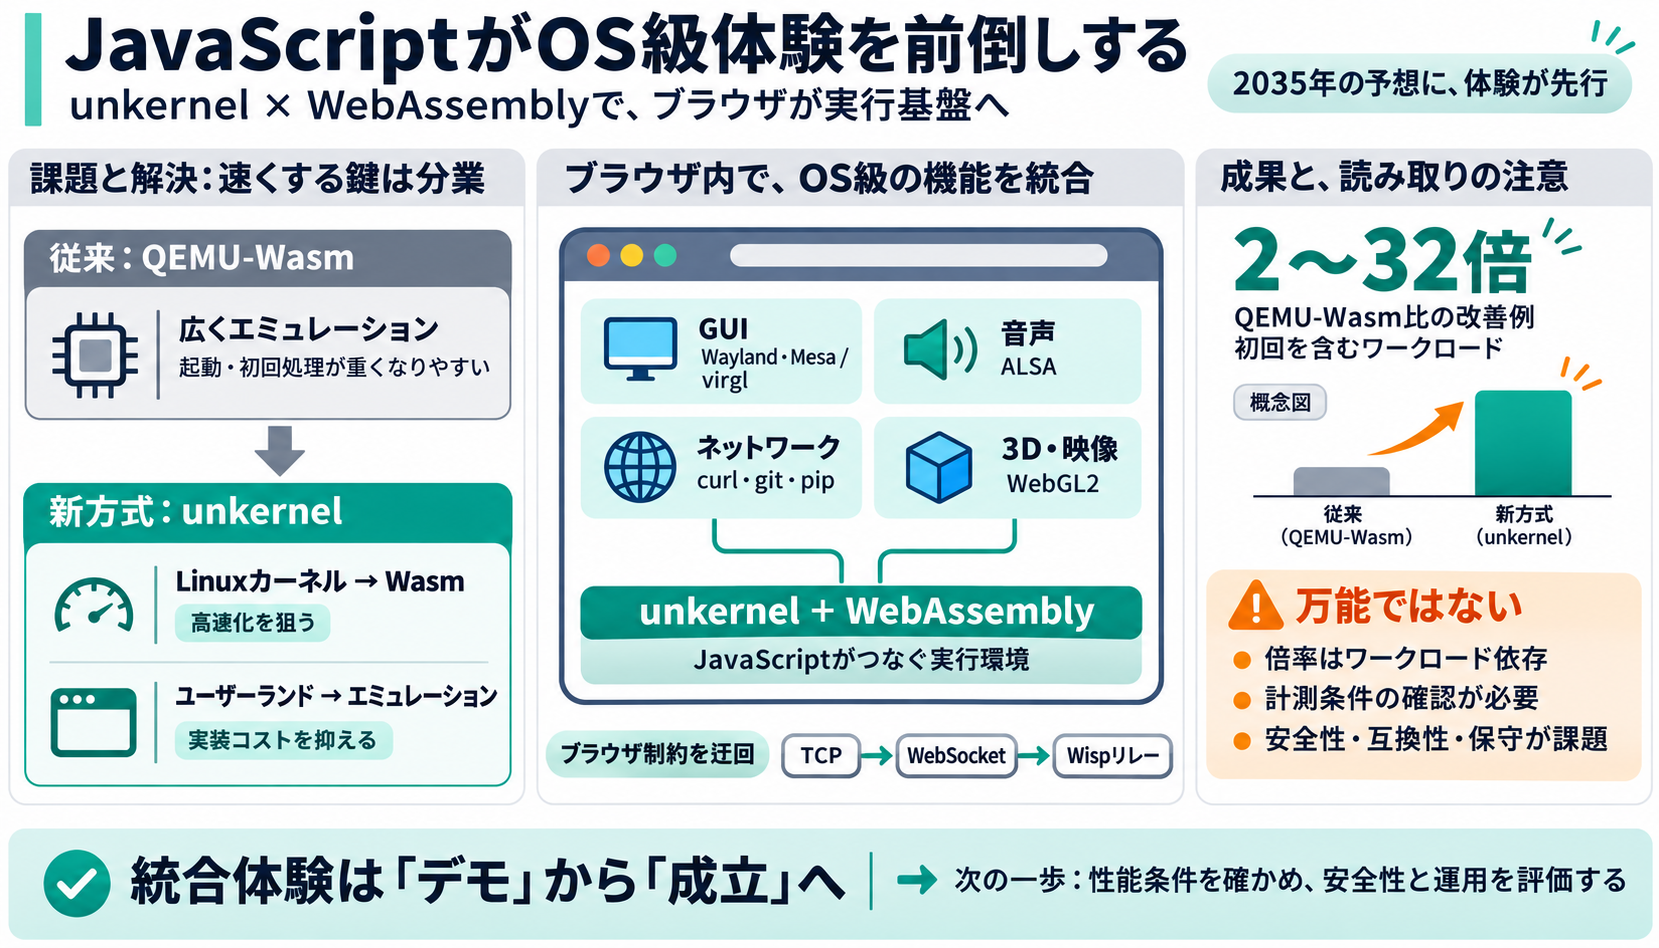 JavaScriptがOS級体験を前倒しする
unkernel × WebAssemblyで、ブラウザが実行基盤へ
2035年の予想に、体験が先行
課題と解決：速くする鍵は分業
従来：QEMU-Wasm
広くエミュレーション
起動・初回処理が重くなりやすい
新方式：unkernel
Linuxカーネル → Wasm
高速化を狙う
ユーザーランド → エミュレーション
実装コストを抑える
ブラウザ内で、OS級の機能を統合
GUI
Wayland・Mesa /
virgl
音声
ALSA
ネットワーク
curl・git・pip
3D・映像
WebGL2
unkernel + WebAssembly
JavaScriptがつなぐ実行環境
ブラウザ制約を迂回
TCP
WebSocket
Wispリレー
成果と、読み取りの注意
2〜32倍
QEMU-Wasm比の改善例
初回を含むワークロード
概念図
従来
（QEMU-Wasm）
新方式
（unkernel）
万能ではない
倍率はワークロード依存
計測条件の確認が必要
安全性・互換性・保守が課題
統合体験は「デモ」から「成立」へ
次の一歩：性能条件を確かめ、安全性と運用を評価する